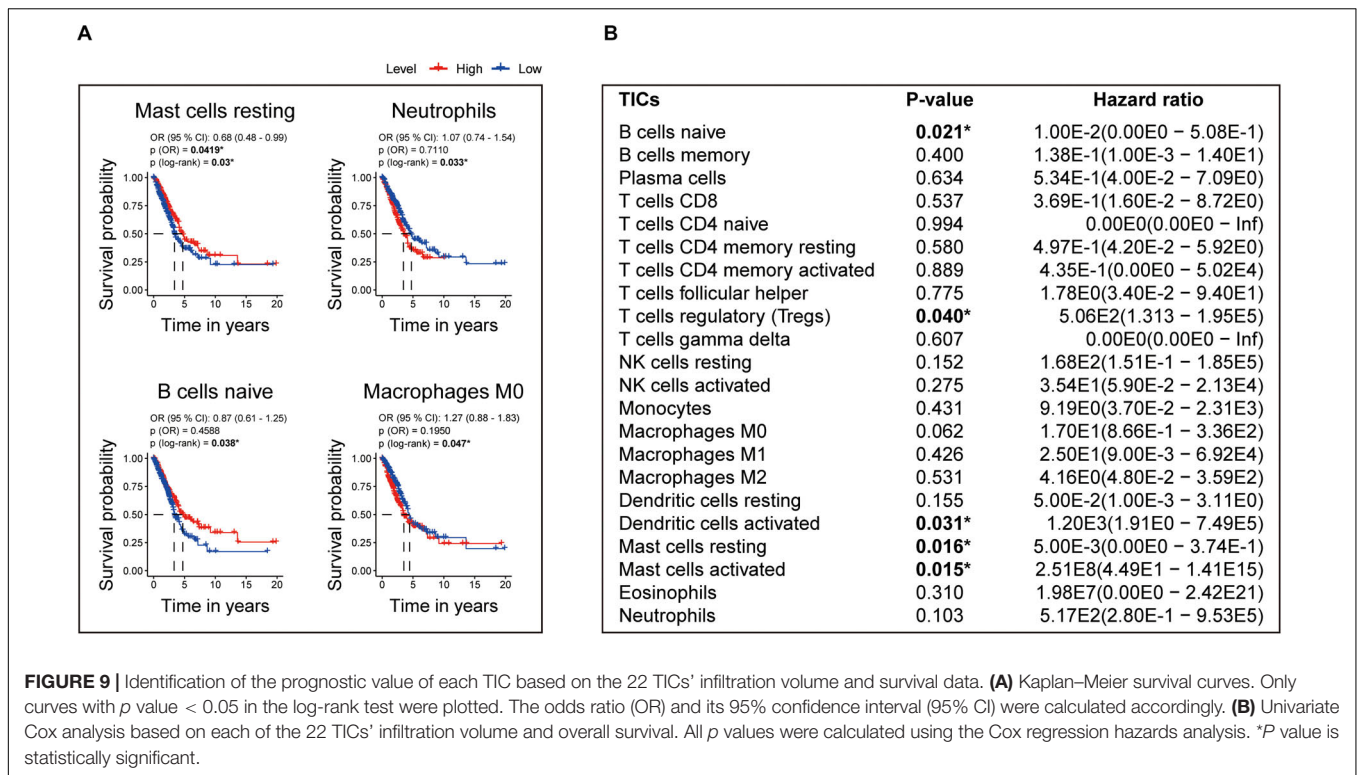 A
Level High Low
Mast cells resting
OR (95 % CI): 0.68 (0.48 - 0.99)
p (OR) = 0.0419*
p (log-rank) = 0.03*
Survival probability
1.00
0.75
0.50
0.25
0.00
0 5 10 15 20
Time in years
Neutrophils
OR (95 % CI): 1.07 (0.74 - 1.54)
p (OR) = 0.7110
p (log-rank) = 0.033*
Survival probability
1.00
0.75
0.50
0.25
0.00
0 5 10 15 20
Time in years
B cells naive
OR (95 % CI): 0.87 (0.61 - 1.25)
p (OR) = 0.4588
p (log-rank) = 0.038*
Survival probability
1.00
0.75
0.50
0.25
0.00
0 5 10 15 20
Time in years
Macrophages M0
OR (95 % CI): 1.27 (0.88 - 1.83)
p (OR) = 0.1950
p (log-rank) = 0.047*
Survival probability
1.00
0.75
0.50
0.25
0.00
0 5 10 15 20
Time in years
B
TICs P-value Hazard ratio
B cells naive 0.021* 1.00E-2(0.00E0 − 5.08E-1)
B cells memory 0.400 1.38E-1(1.00E-3 − 1.40E1)
Plasma cells 0.634 5.34E-1(4.00E-2 − 7.09E0)
T cells CD8 0.537 3.69E-1(1.60E-2 − 8.72E0)
T cells CD4 naive 0.994 0.00E0(0.00E0 − Inf)
T cells CD4 memory resting 0.580 4.97E-1(4.20E-2 − 5.92E0)
T cells CD4 memory activated 0.889 4.35E-1(0.00E0 − 5.02E4)
T cells follicular helper 0.775 1.78E0(3.40E-2 − 9.40E1)
T cells regulatory (Tregs) 0.040* 5.06E2(1.313 − 1.95E5)
T cells gamma delta 0.607 0.00E0(0.00E0 − Inf)
NK cells resting 0.152 1.68E2(1.51E-1 − 1.85E5)
NK cells activated 0.275 3.54E1(5.90E-2 − 2.13E4)
Monocytes 0.431 9.19E0(3.70E-2 − 2.31E3)
Macrophages M0 0.062 1.70E1(8.66E-1 − 3.36E2)
Macrophages M1 0.426 2.50E1(9.00E-3 − 6.92E4)
Macrophages M2 0.531 4.16E0(4.80E-2 − 3.59E2)
Dendritic cells resting 0.155 5.00E-2(1.00E-3 − 3.11E0)
Dendritic cells activated 0.031* 1.20E3(1.91E0 − 7.49E5)
Mast cells resting 0.016* 5.00E-3(0.00E0 − 3.74E-1)
Mast cells activated 0.015* 2.51E8(4.49E1 − 1.41E15)
Eosinophils 0.310 1.98E7(0.00E0 − 2.42E21)
Neutrophils 0.103 5.17E2(2.80E-1 − 9.53E5)
FIGURE 9 | Identification of the prognostic value of each TIC based on the 22 TICs' infiltration volume and survival data. (A) Kaplan–Meier survival curves. Only
curves with p value < 0.05 in the log-rank test were plotted. The odds ratio (OR) and its 95% confidence interval (95% CI) were calculated accordingly. (B) Univariate
Cox analysis based on each of the 22 TICs' infiltration volume and overall survival. All p values were calculated using the Cox regression hazards analysis. *P value is
statistically significant.